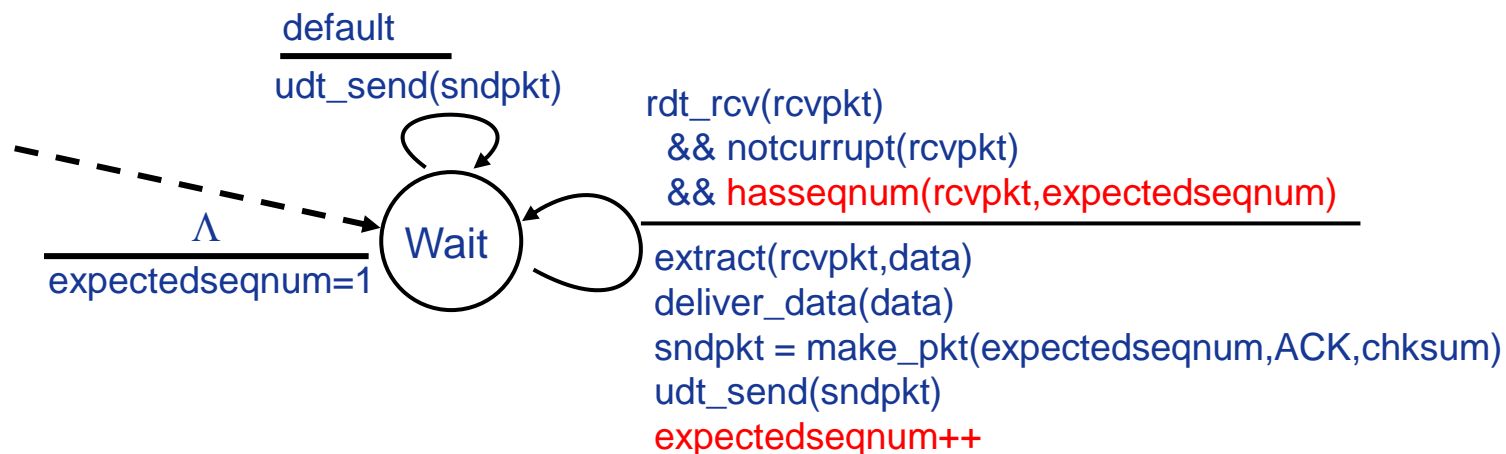 default
udt_send(sndpkt)
rdt_rcv(rcvpkt)
&& notcurrupt(rcvpkt)
&& hasseqnum(rcvpkt,expectedseqnum)
Λ
expectedseqnum=1
Wait
extract(rcvpkt,data)
deliver_data(data)
sndpkt = make_pkt(expectedseqnum,ACK,chksum)
udt_send(sndpkt)
expectedseqnum++